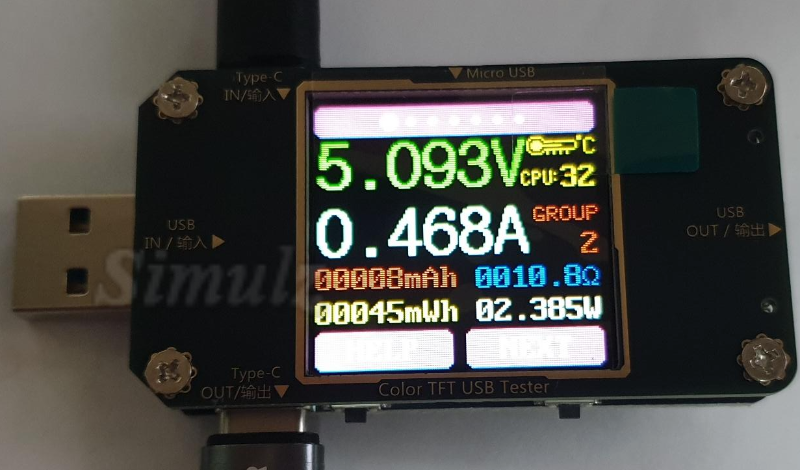 Type-C
IN/输入▼
▼Micro USB
5.093V
℃
CPU:32
0.468A
GROUP
2
00008mAh
0010.8Ω
00045mWh
02.385W
HELP
NEXT
USB
IN / 输入 ▶
USB
OUT / 输出▶
Type-C
OUT/输出▼
Color TFT USB Tester